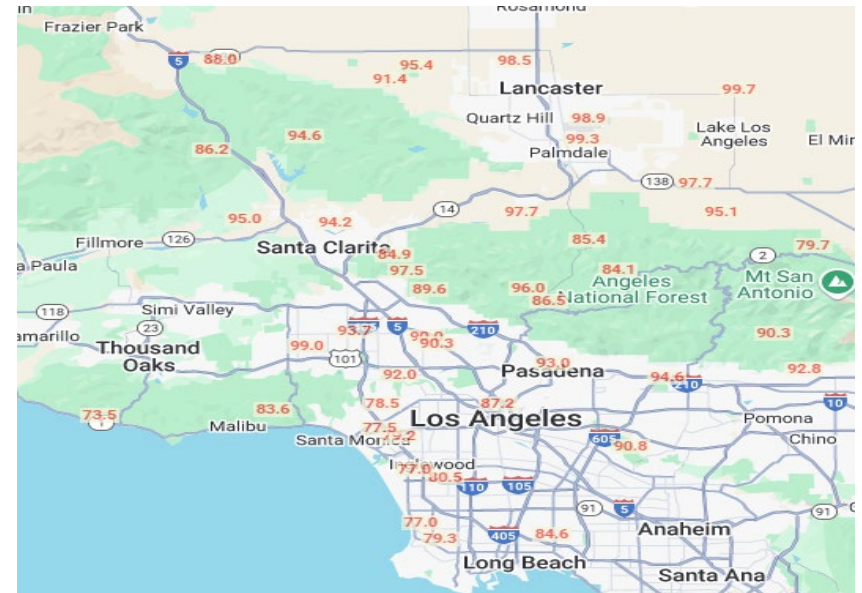 in
Rosamond
Frazier Park
5
88.0
95.4
98.5
91.4
Lancaster
99.7
Quartz Hill
98.9
Lake Los
Angeles
99.3
El Mir
94.6
Palmdale
86.2
138
97.7
95.0
94.2
14
97.7
95.1
Fillmore
126
Santa Clarita
85.4
79.7
84.9
2
a Paula
97.5
84.1
Mt San
Antonio
89.6
96.0
Angeles
National Forest
86.5
118
Simi Valley
23
93.7
5
210
90.3
amarillo
Thousand
Oaks
99.0
101
90.3
93.0
Pasadena
92.8
92.0
94.6
210
73.5
1
83.6
78.5
87.2
10
Malibu
Los Angeles
Pomona
77.5
Santa Monica
605
Chino
90.8
Inglewood
77.0
80.5
110
105
91
5
91
77.0
Anaheim
79.3
405
84.6
Long Beach
Santa Ana